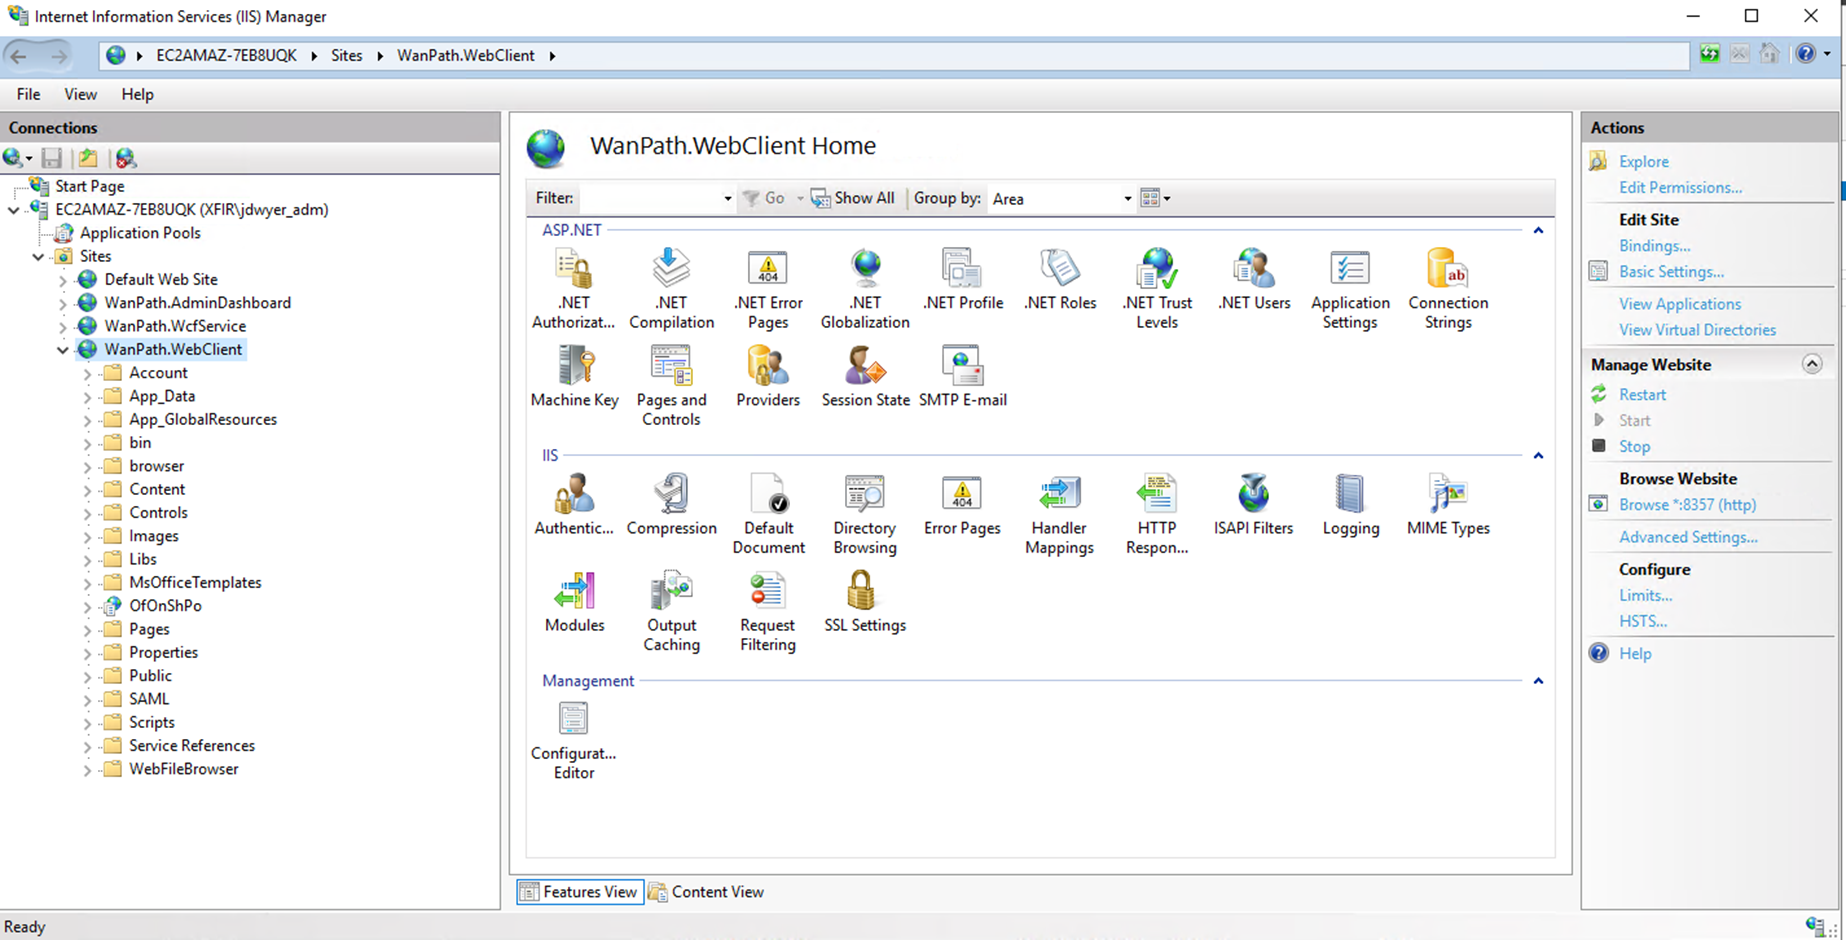 Internet Information Services (IIS) Manager
EC2AMAZ-7EB8UQK
Sites
WanPath.WebClient
File
View
Help
Connections
Start Page
EC2AMAZ-7EB8UQK (XFIR\jdwyer_adm)
Application Pools
Sites
Default Web Site
WanPath.AdminDashboard
WanPath.WcfService
WanPath.WebClient
Account
App_Data
App_GlobalResources
bin
browser
Content
Controls
Images
Libs
MsOfficeTemplates
OfOnShPo
Pages
Properties
Public
SAML
Scripts
Service References
WebFileBrowser
WanPath.WebClient Home
Filter:
Go
Show All
Group by:
Area
ASP.NET
.NET
Authorizat...
.NET
Compilation
.NET Error
Pages
404
.NET
Globalization
.NET Profile
.NET Roles
.NET Trust
Levels
.NET Users
Application
Settings
ab
Connection
Strings
Machine Key
Pages and
Controls
Providers
Session State
SMTP E-mail
IIS
Authentic...
Compression
Default
Document
Directory
Browsing
404
Error Pages
Handler
Mappings
HTTP
Respon...
ISAPI Filters
Logging
MIME Types
Modules
Output
Caching
Request
Filtering
SSL Settings
Management
Configurat...
Editor
Features View
Content View
Actions
Explore
Edit Permissions...
Edit Site
Bindings...
Basic Settings...
View Applications
View Virtual Directories
Manage Website
Restart
Start
Stop
Browse Website
Browse *:8357 (http)
Advanced Settings...
Configure
Limits...
HSTS...
Help
Ready